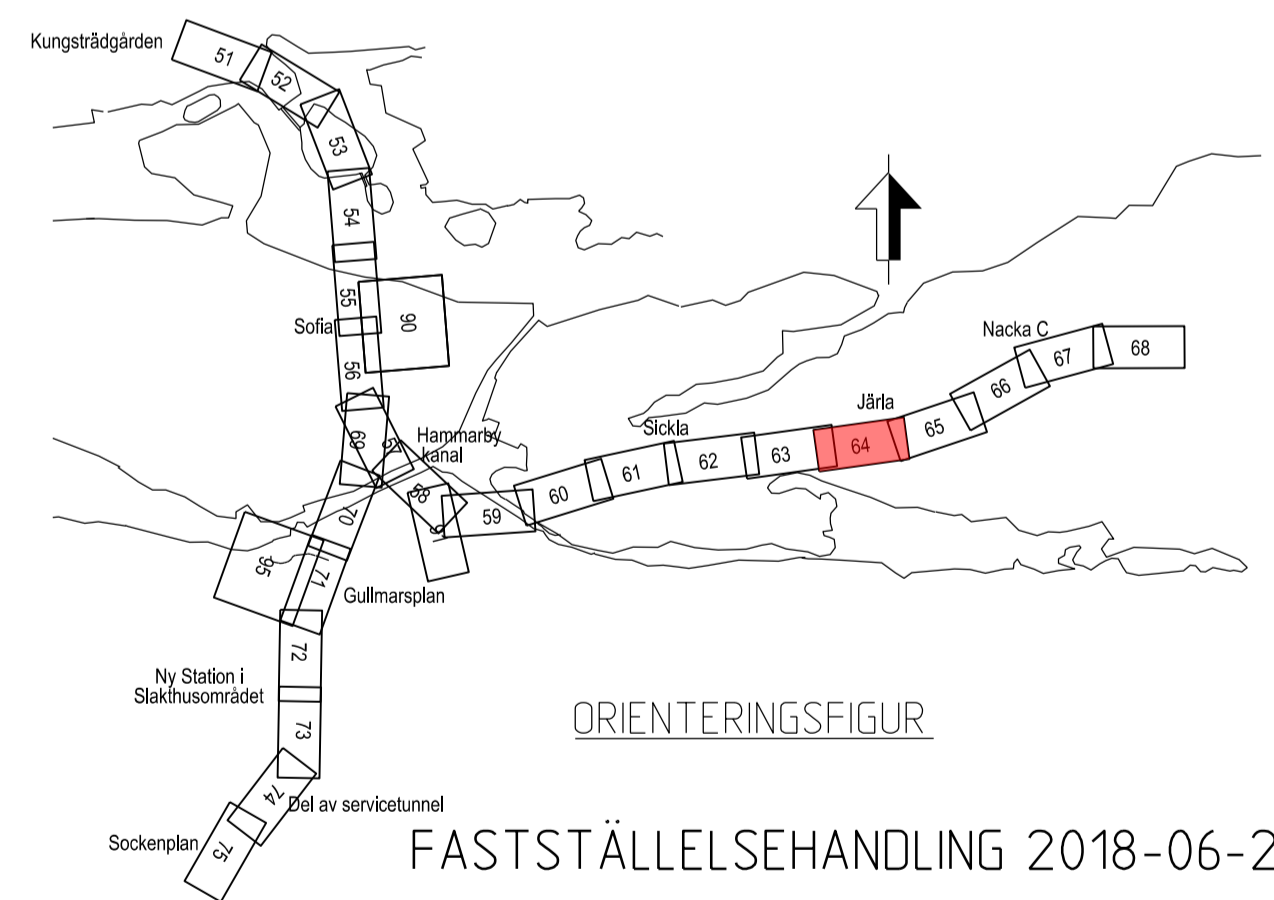 Kungsträdgården
51
52
53
54
55
90
Sofia
56
69
57
Hammarby
kanal
58
59
60
61
Sickla
62
63
Järla
64
65
66
Nacka C
67
68
70
95
71
Gullmarsplan
72
Ny Station i
Slakthusområdet
73
74
Del av servicetunnel
Sockenplan
75
ORIENTERINGSFIGUR
FASTSTÄLLELSEHANDLING 2018-06-2